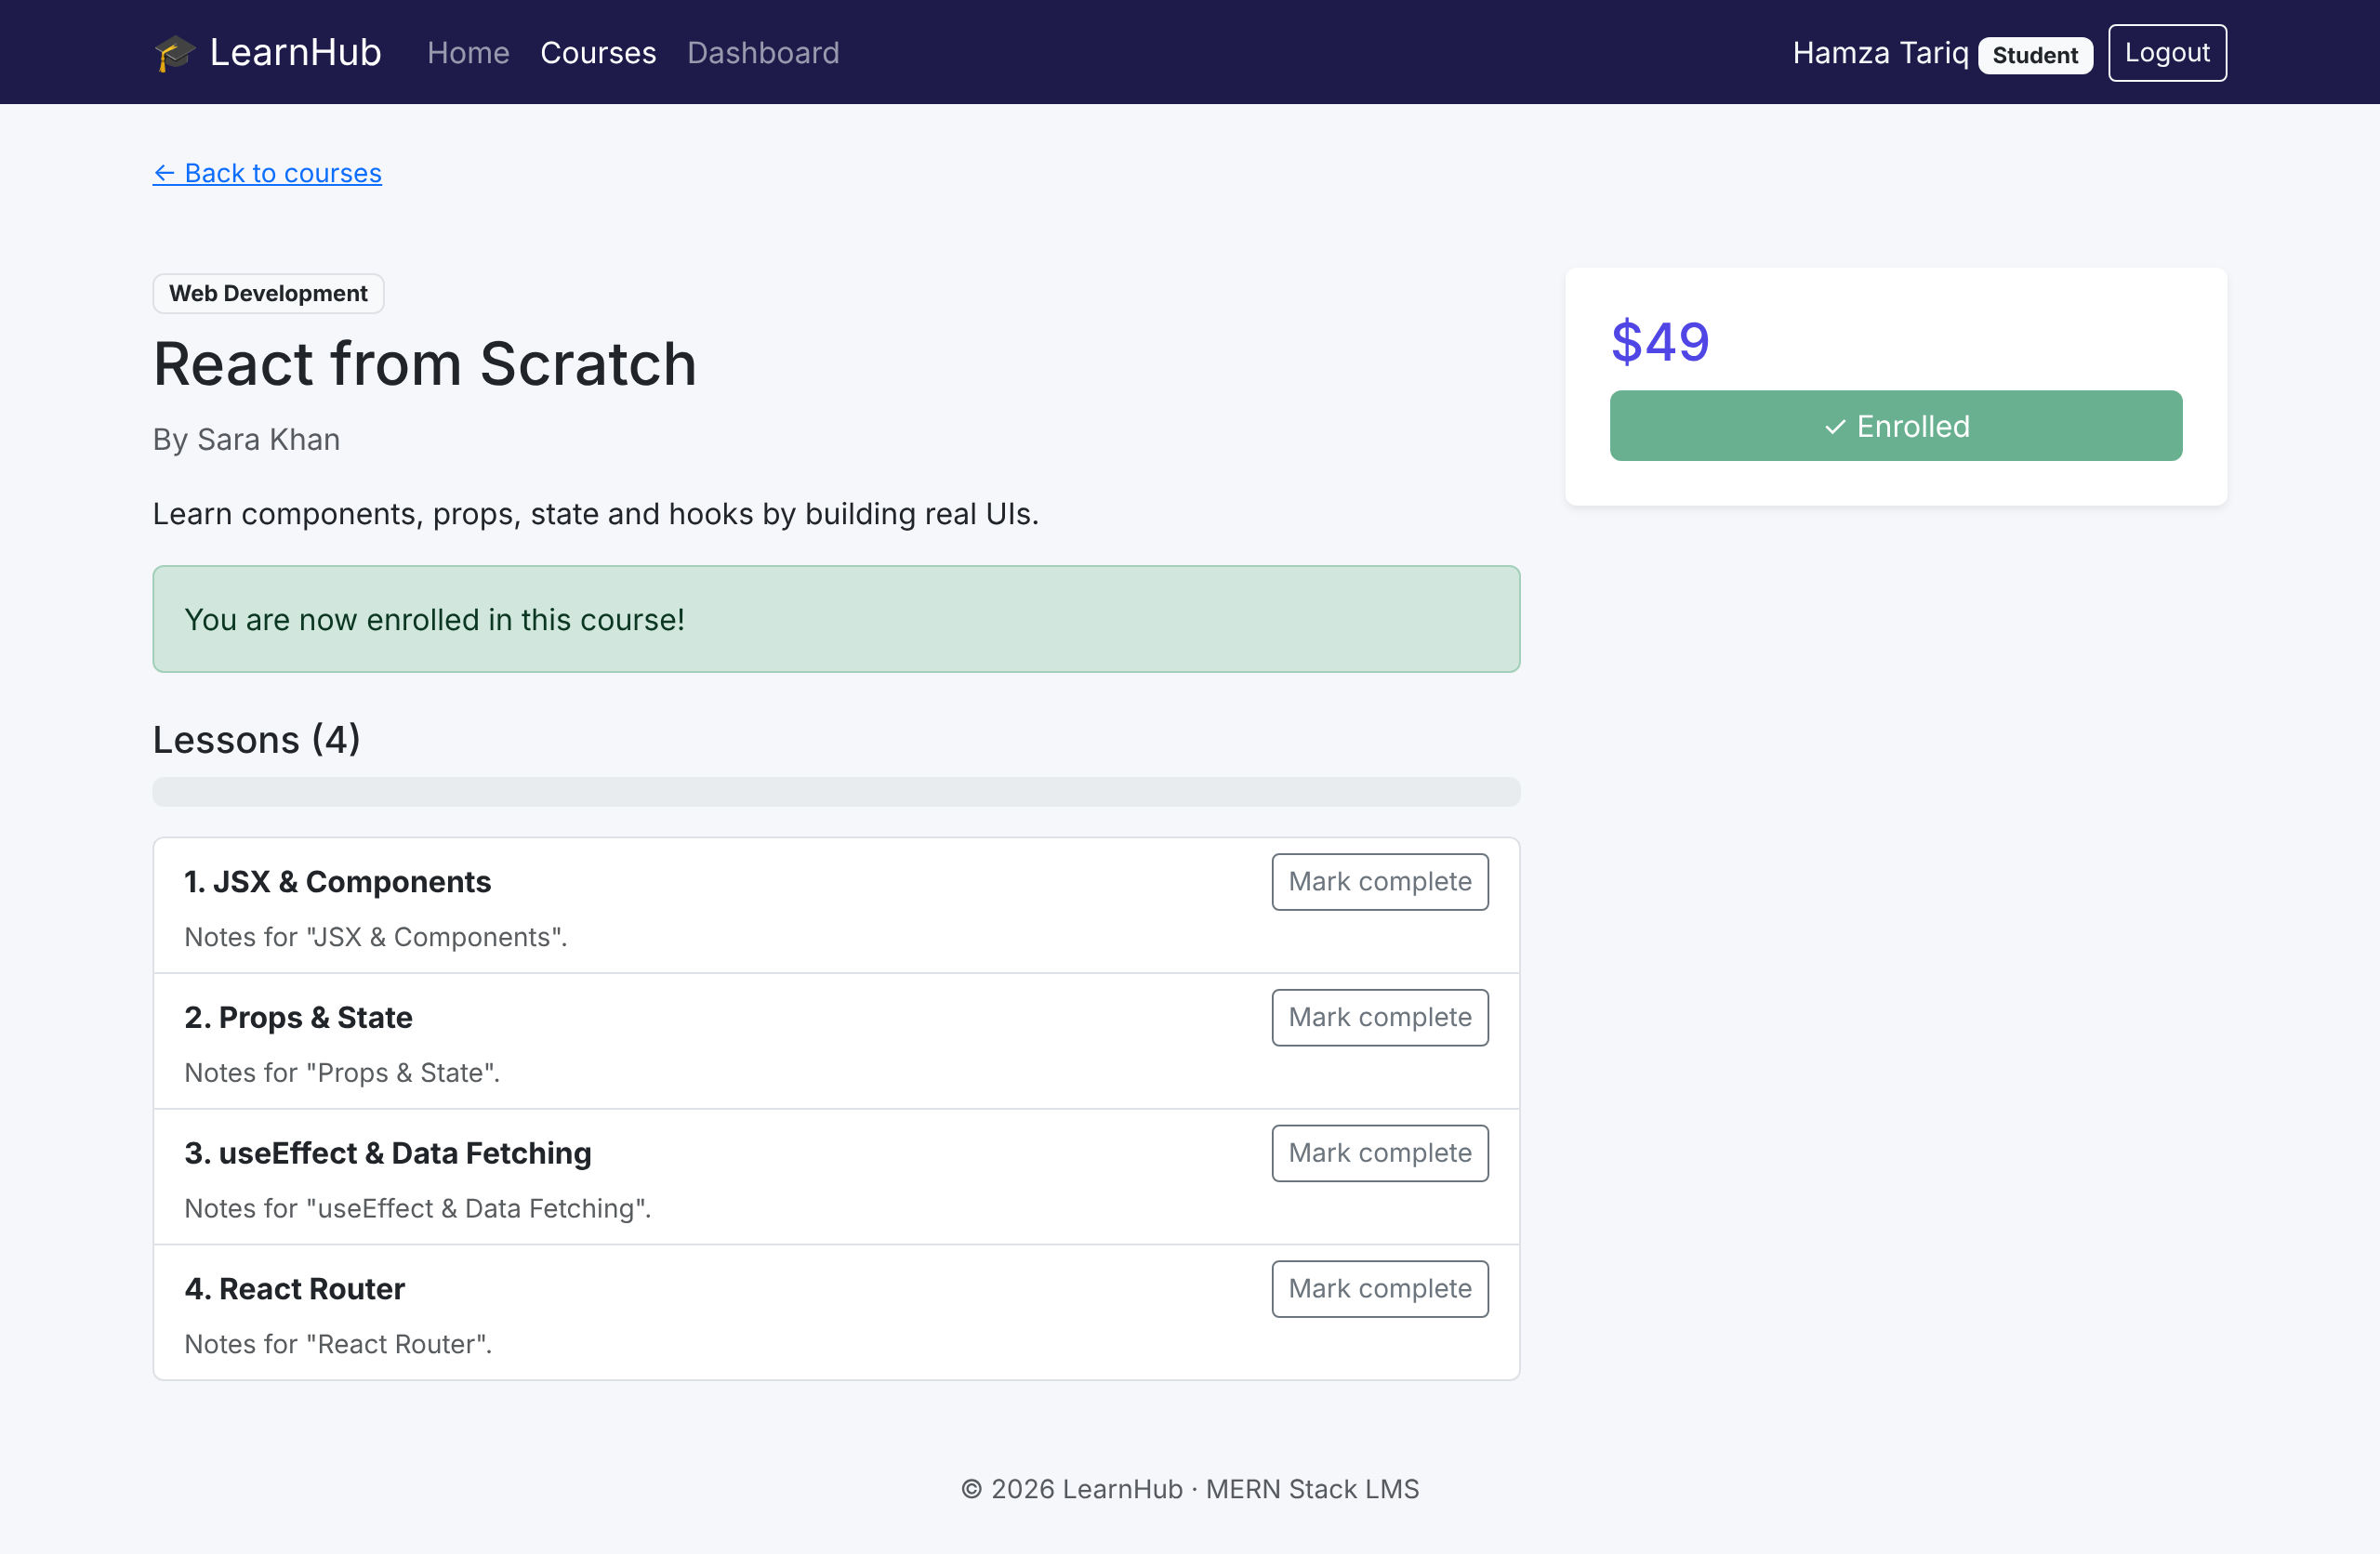 🎓 LearnHub Home Courses Dashboard Hamza Tariq Student Logout
← Back to courses
Web Development
React from Scratch
By Sara Khan
Learn components, props, state and hooks by building real UIs.
You are now enrolled in this course!
$49
✓ Enrolled
Lessons (4)
1. JSX & Components Mark complete
Notes for "JSX & Components".
2. Props & State Mark complete
Notes for "Props & State".
3. useEffect & Data Fetching Mark complete
Notes for "useEffect & Data Fetching".
4. React Router Mark complete
Notes for "React Router".
© 2026 LearnHub · MERN Stack LMS